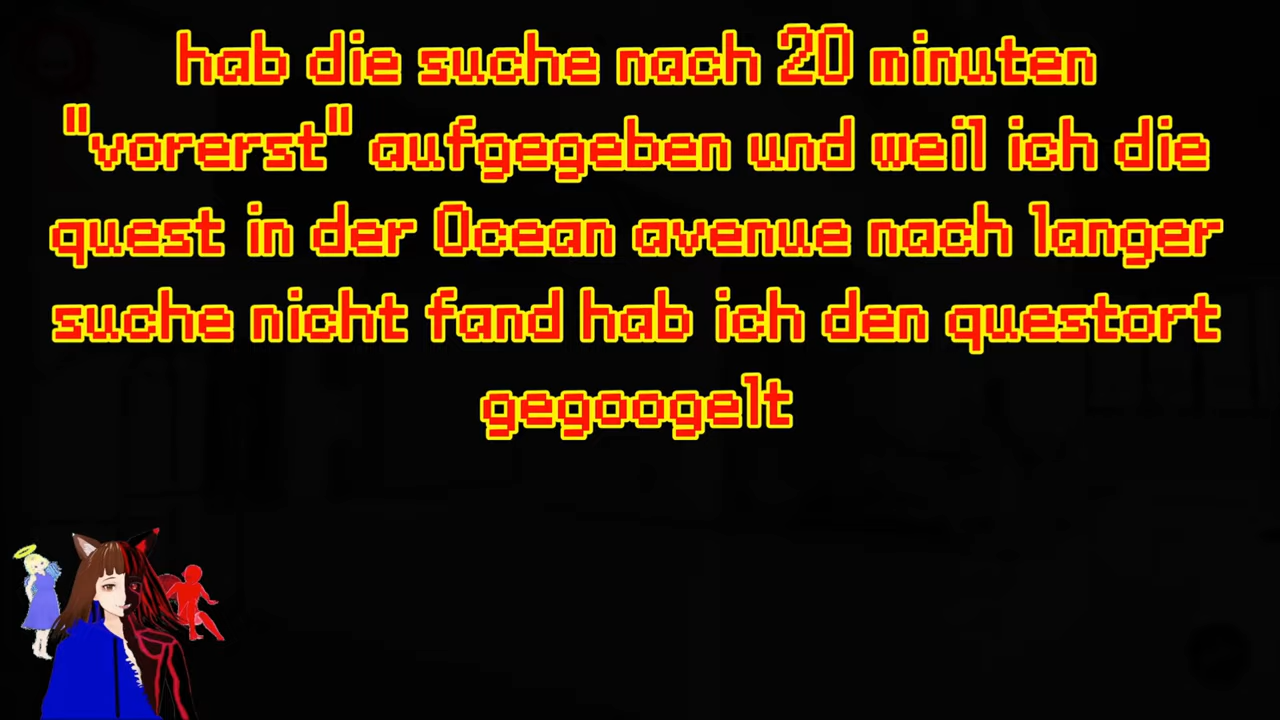 hab die suche nach 20 minuten
"vorerst" aufgegeben und weil ich die
quest in der Ocean avenue nach langer
suche nicht fand hab ich den questort
gegoogelt